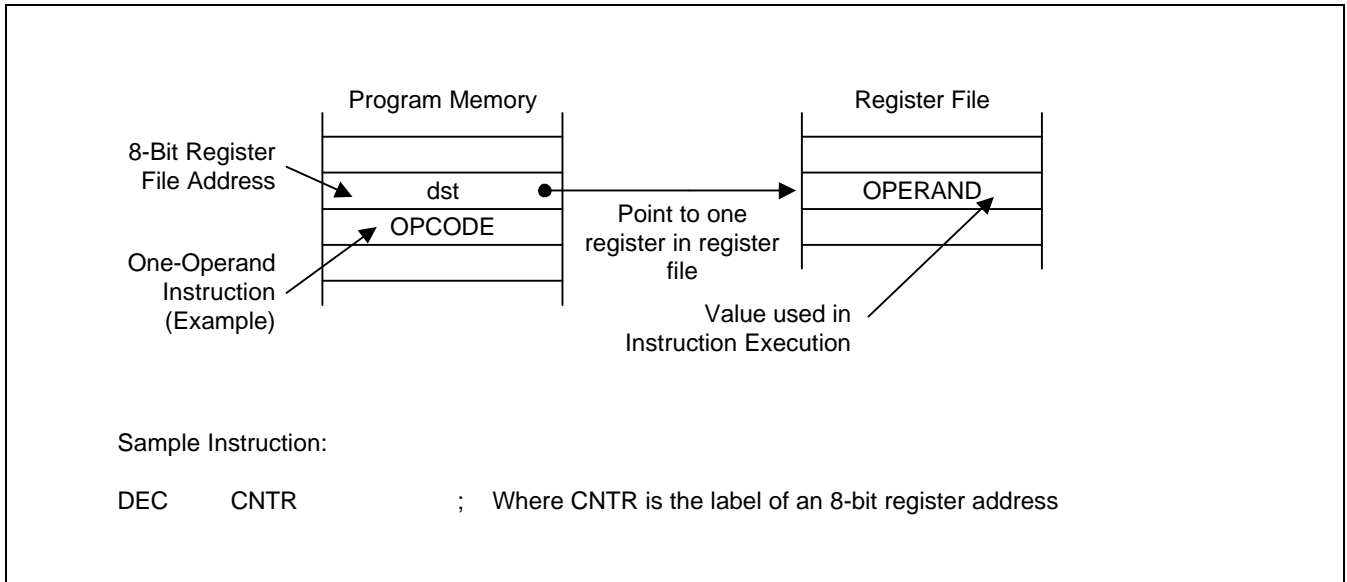 Program Memory
Register File
8-Bit Register
File Address
dst
OPERAND
OPCODE
Point to one
register in register
file
One-Operand
Instruction
(Example)
Value used in
Instruction Execution
Sample Instruction:
DEC CNTR ; Where CNTR is the label of an 8-bit register address